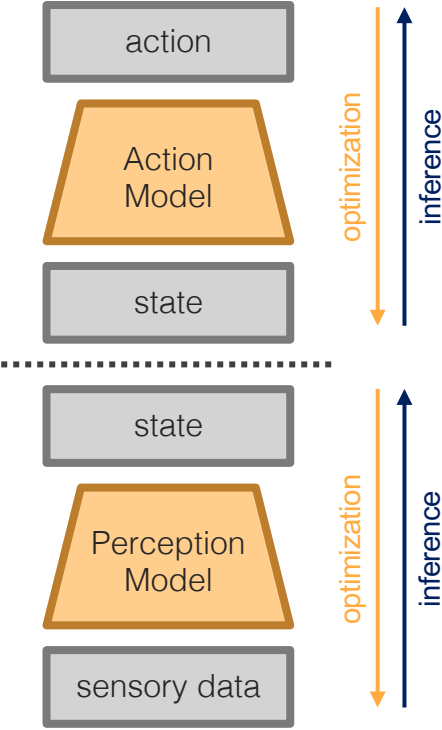 action
Action
Model
state
optimization
inference
state
Perception
Model
sensory data
optimization
inference